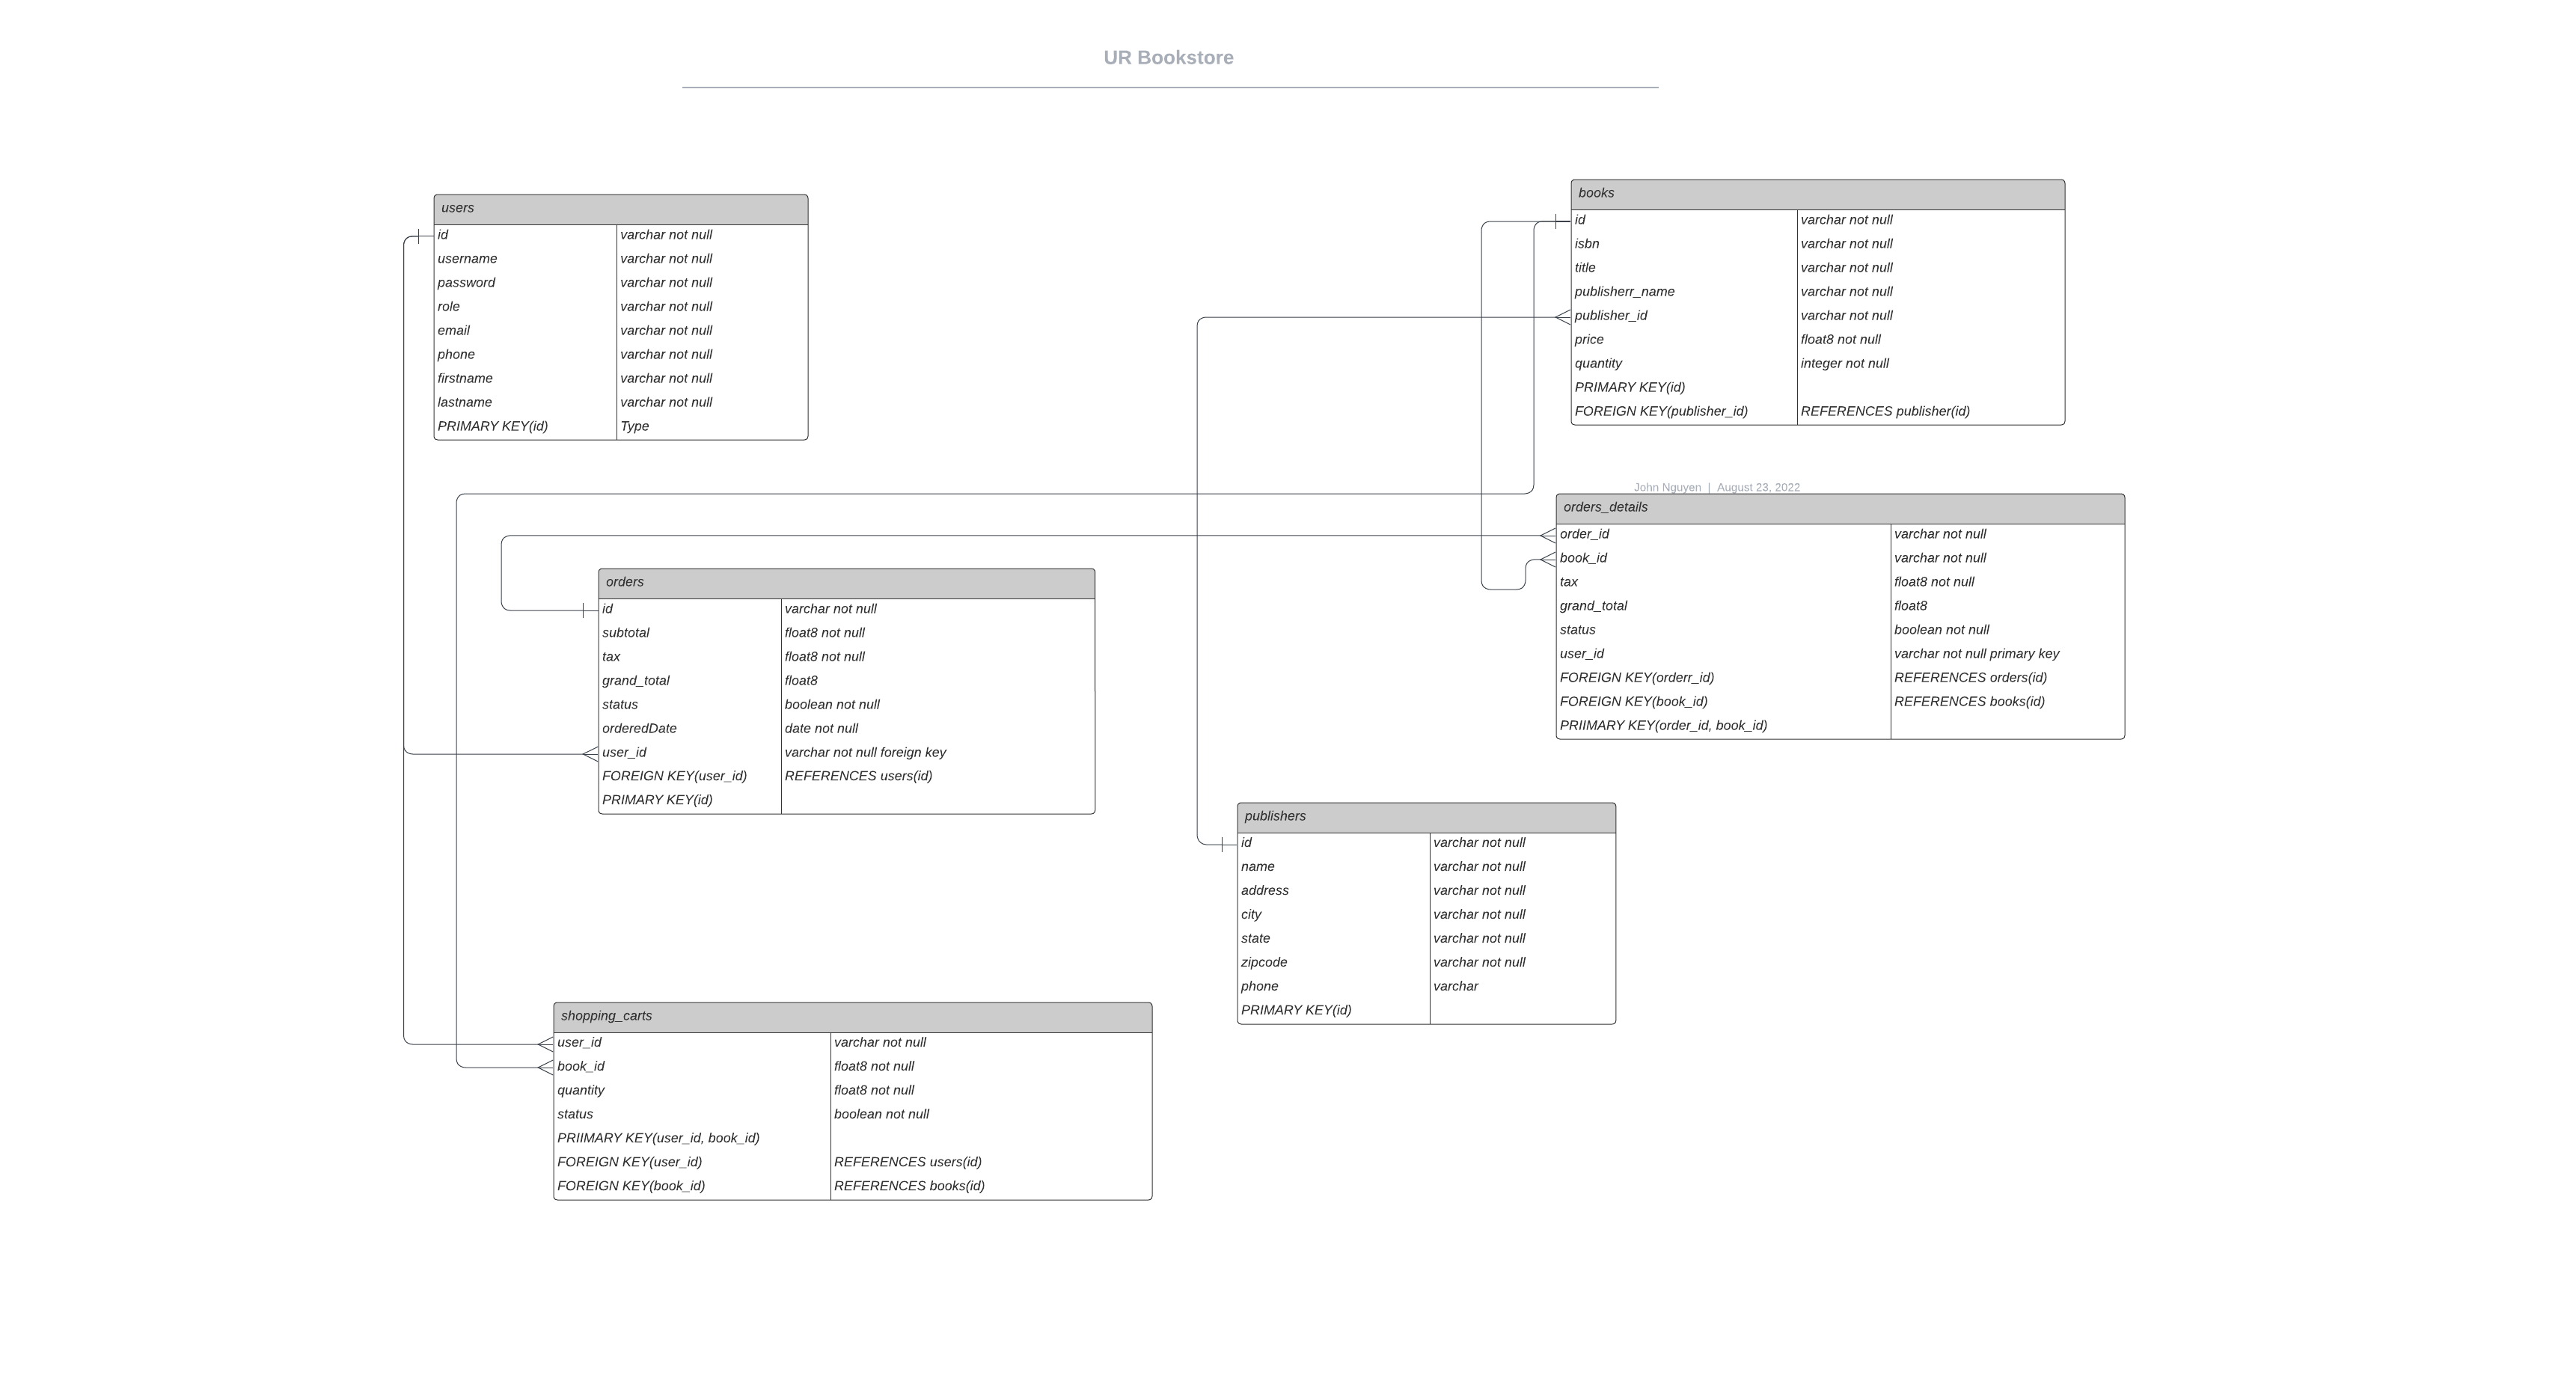 UR Bookstore
users
id varchar not null
username varchar not null
password varchar not null
role varchar not null
email varchar not null
phone varchar not null
firstname varchar not null
lastname varchar not null
PRIMARY KEY(id) Type
books
id varchar not null
isbn varchar not null
title varchar not null
publisherr_name varchar not null
publisher_id varchar not null
price float8 not null
quantity integer not null
PRIMARY KEY(id)
FOREIGN KEY(publisher_id) REFERENCES publisher(id)
John Nguyen | August 23, 2022
orders_details
order_id varchar not null
book_id varchar not null
tax float8 not null
grand_total float8
status boolean not null
user_id varchar not null primary key
FOREIGN KEY(orderr_id) REFERENCES orders(id)
FOREIGN KEY(book_id) REFERENCES books(id)
PRIIMARY KEY(order_id, book_id)
orders
id varchar not null
subtotal float8 not null
tax float8 not null
grand_total float8
status boolean not null
orderedDate date not null
user_id varchar not null foreign key
FOREIGN KEY(user_id) REFERENCES users(id)
PRIMARY KEY(id)
publishers
id varchar not null
name varchar not null
address varchar not null
city varchar not null
state varchar not null
zipcode varchar not null
phone varchar
PRIMARY KEY(id)
shopping_carts
user_id varchar not null
book_id float8 not null
quantity float8 not null
status boolean not null
PRIIMARY KEY(user_id, book_id)
FOREIGN KEY(user_id) REFERENCES users(id)
FOREIGN KEY(book_id) REFERENCES books(id)